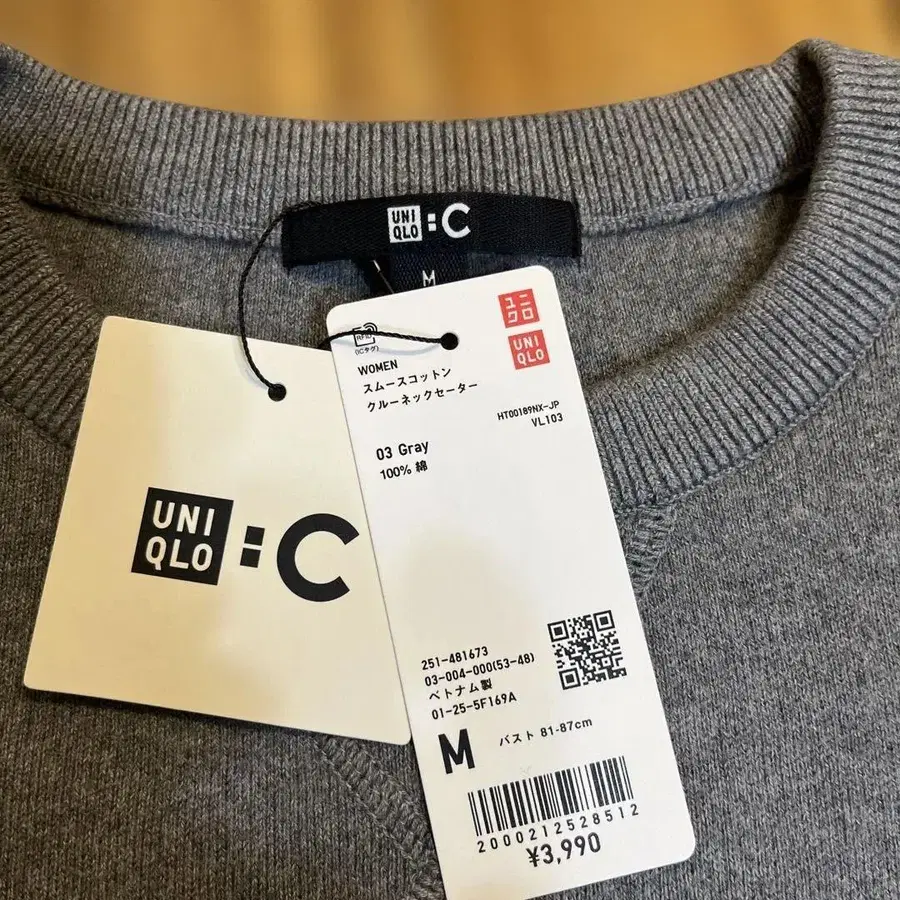 UNI
QLO
: C
M
UNI
QLO
: C
RFID
(ICタグ)
ユニ
クロ
UNI
QLO
WOMEN
スムースコットン
クルーネックセーター
HT00189NX-JP
VL103
03 Gray
100% 綿
251-481673
03-004-000(53-48)
ベトナム製
01-25-5F169A
M バスト 81-87cm
2000212528512
¥3,990